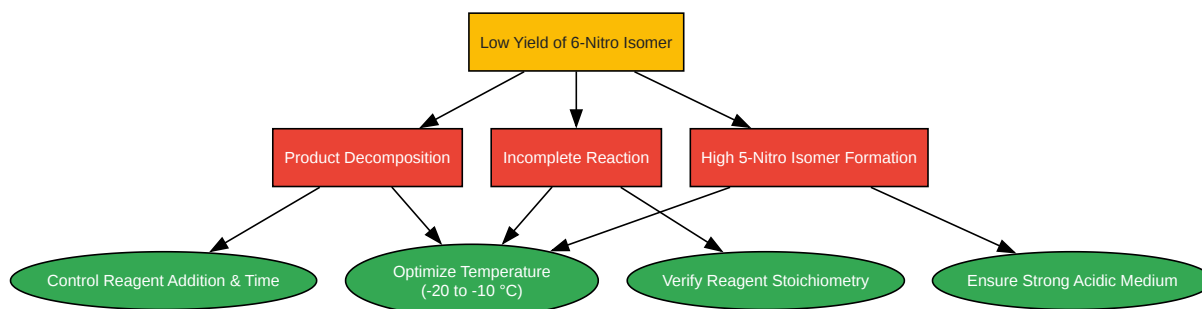 Low Yield of 6-Nitro Isomer
Product Decomposition
Incomplete Reaction
High 5-Nitro Isomer Formation
Control Reagent Addition & Time
Optimize Temperature
(-20 to -10 °C)
Verify Reagent Stoichiometry
Ensure Strong Acidic Medium